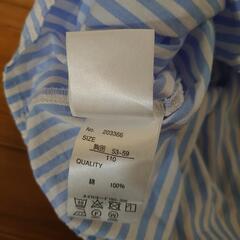 No. 203366
SIZE
胸囲 53-59
110
QUALITY
綿 100%